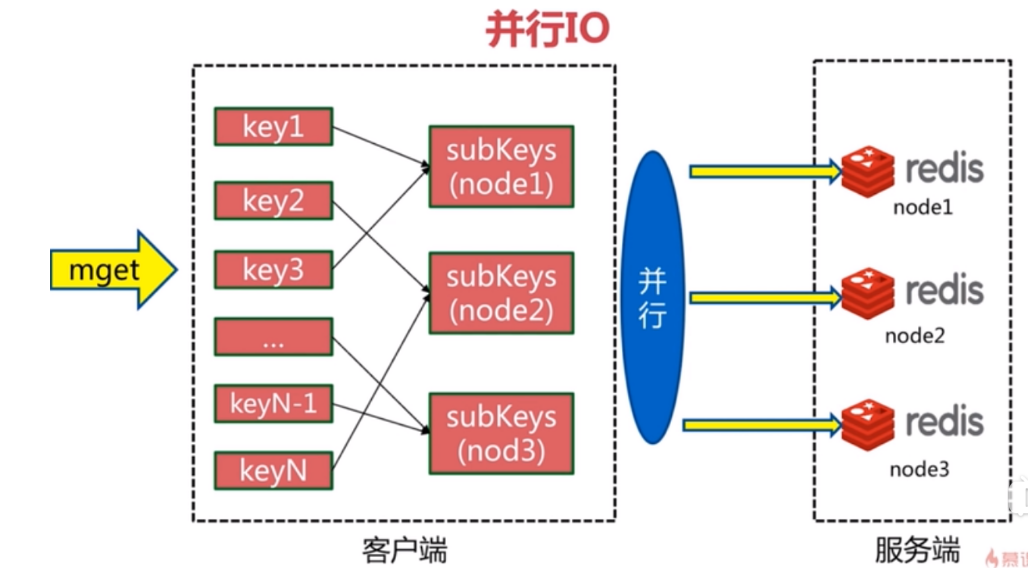 并行IO
mget
key1
key2
key3
...
keyN-1
keyN
subKeys
(node1)
subKeys
(node2)
subKeys
(nod3)
并
行
redis
node1
redis
node2
redis
node3
客户端
服务端